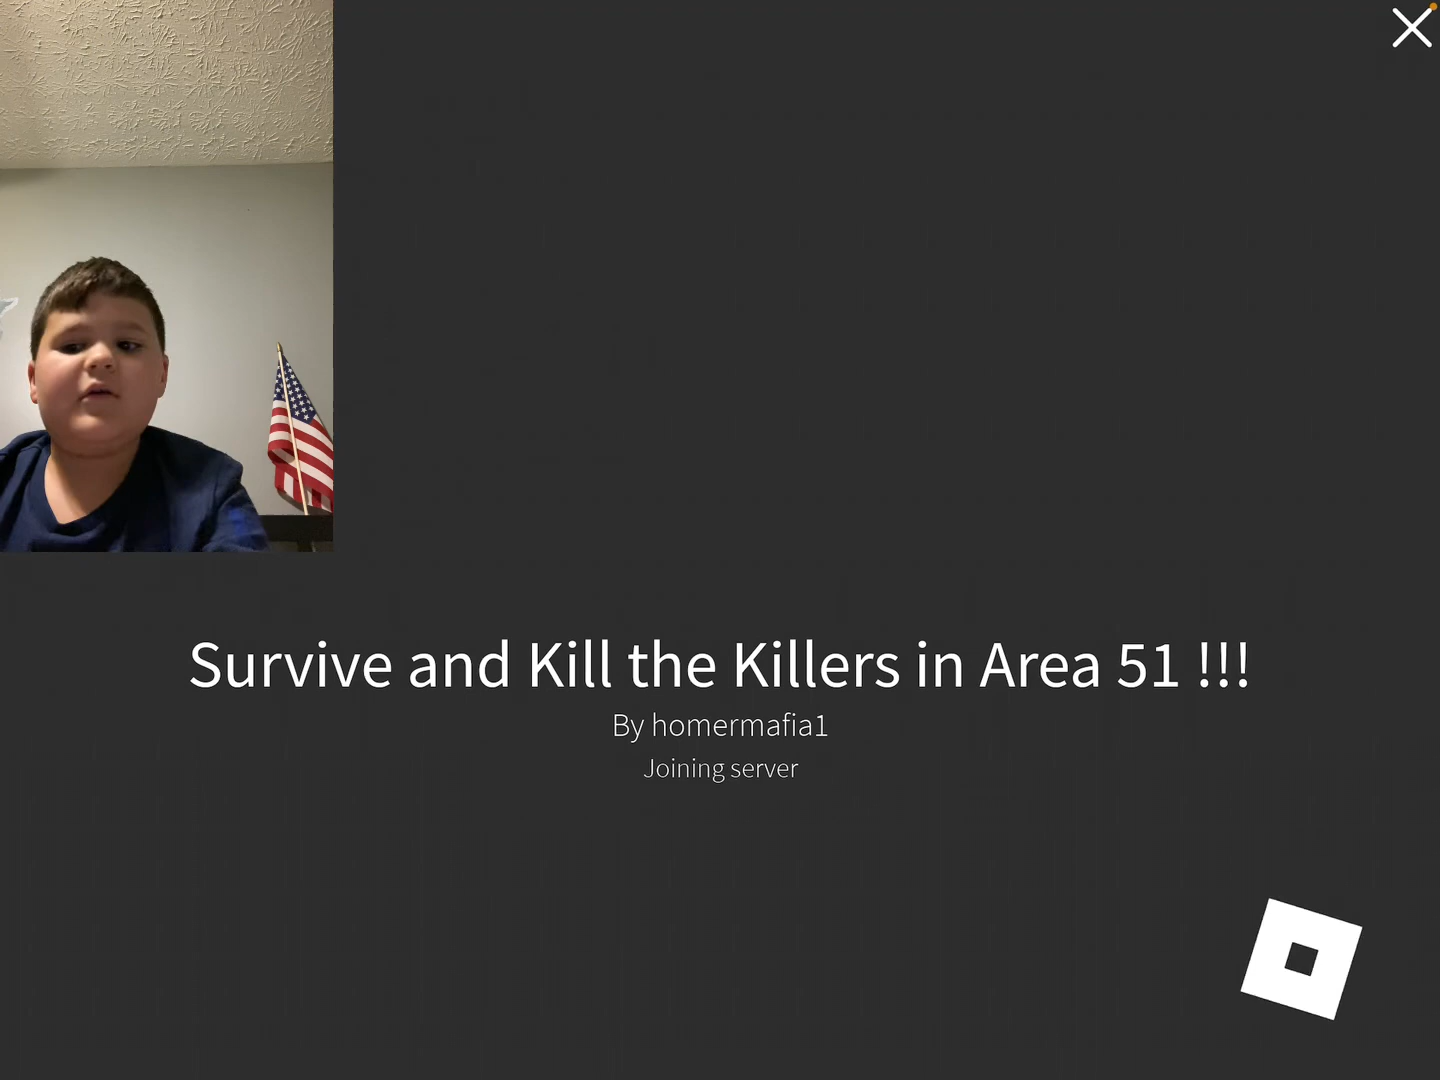 Survive and Kill the Killers in Area 51 !!!
By homermafia1
Joining server